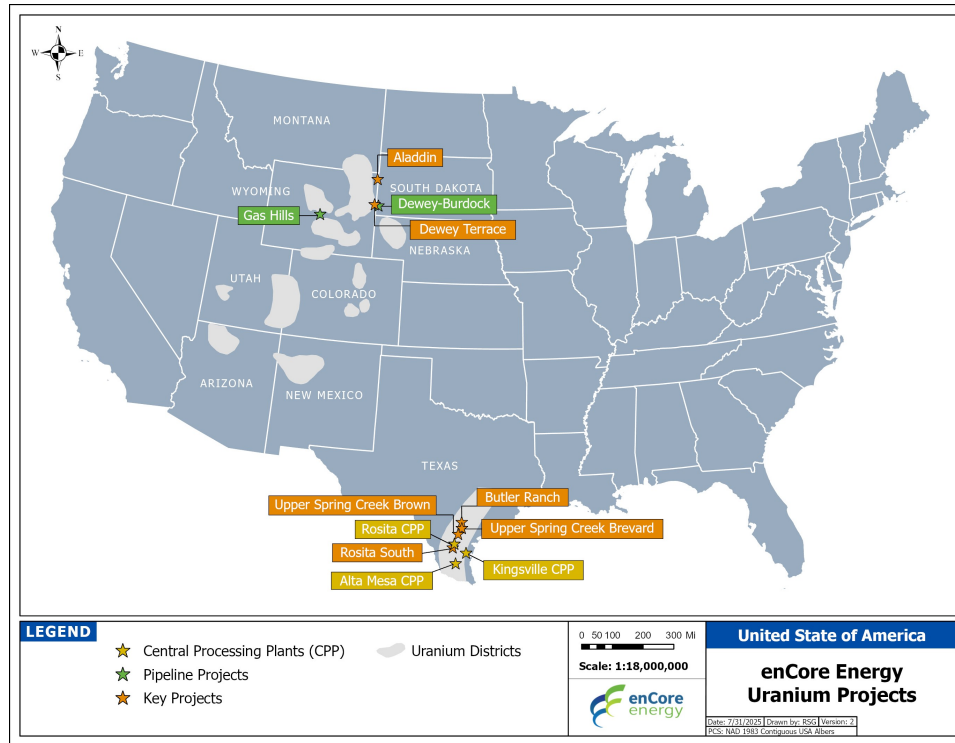 N
W
E
S
MONTANA
Aladdin
WYOMING
SOUTH DAKOTA
Dewey-Burdock
Gas Hills
Dewey Terrace
NEBRASKA
UTAH
COLORADO
ARIZONA
NEW MEXICO
TEXAS
Butler Ranch
Upper Spring Creek Brown
Rosita CPP
Upper Spring Creek Brevard
Rosita South
Kingsville CPP
Alta Mesa CPP
LEGEND
Central Processing Plants (CPP)
Uranium Districts
Pipeline Projects
Key Projects
0 50 100 200 300 Mi
Scale: 1:18,000,000
enCore
energy
United State of America
enCore Energy
Uranium Projects
Date: 7/31/2025 Drawn by: RSG Version: 2
PCS: NAD 1983 Contiguous USA Albers